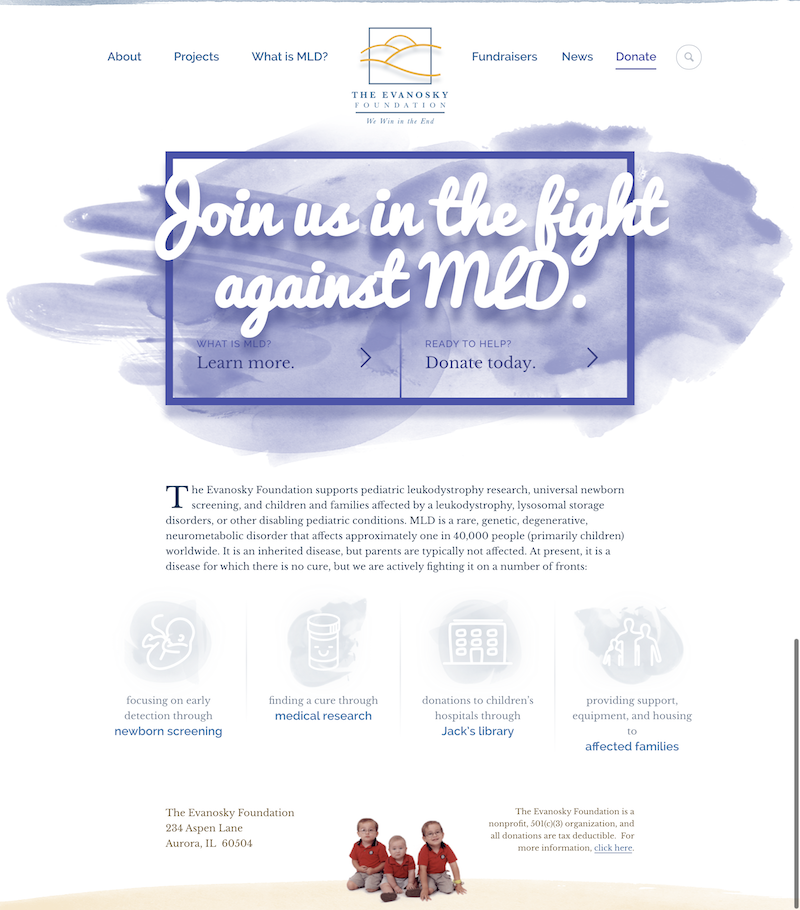 About Projects What is MLD? Fundraisers News Donate
THE EVANOSKY
FOUNDATION
We Win in the End
Join us in the fight
against MLD.
WHAT IS MLD?
Learn more.
READY TO HELP?
Donate today.
The Evanosky Foundation supports pediatric leukodystrophy research, universal newborn
screening, and children and families affected by a leukodystrophy, lysosomal storage
disorders, or other disabling pediatric conditions. MLD is a rare, genetic, degenerative,
neurometabolic disorder that affects approximately one in 40,000 people (primarily children)
worldwide. It is an inherited disease, but parents are typically not affected. At present, it is a
disease for which there is no cure, but we are actively fighting it on a number of fronts:
focusing on early
detection through
newborn screening
finding a cure through
medical research
donations to children's
hospitals through
Jack's library
providing support,
equipment, and housing
to
affected families
The Evanosky Foundation
234 Aspen Lane
Aurora, IL 60504
The Evanosky Foundation is a
nonprofit, 501(c)(3) organization, and
all donations are tax deductible. For
more information, click here.